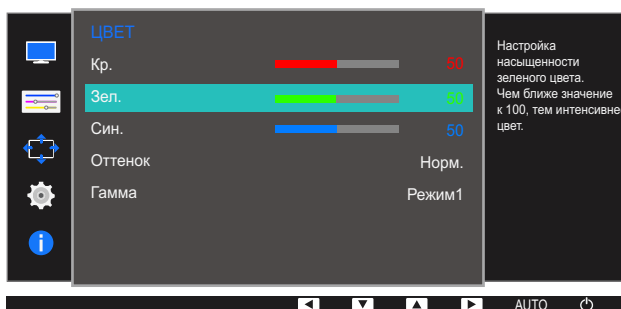 ЦВЕТ
Кр. 50
Зел. 50
Син. 50
Оттенок Норм.
Гамма Режим1
Настройка
насыщенности
зеленого цвета.
Чем ближе значение
к 100, тем интенсивне
цвет.
AUTO